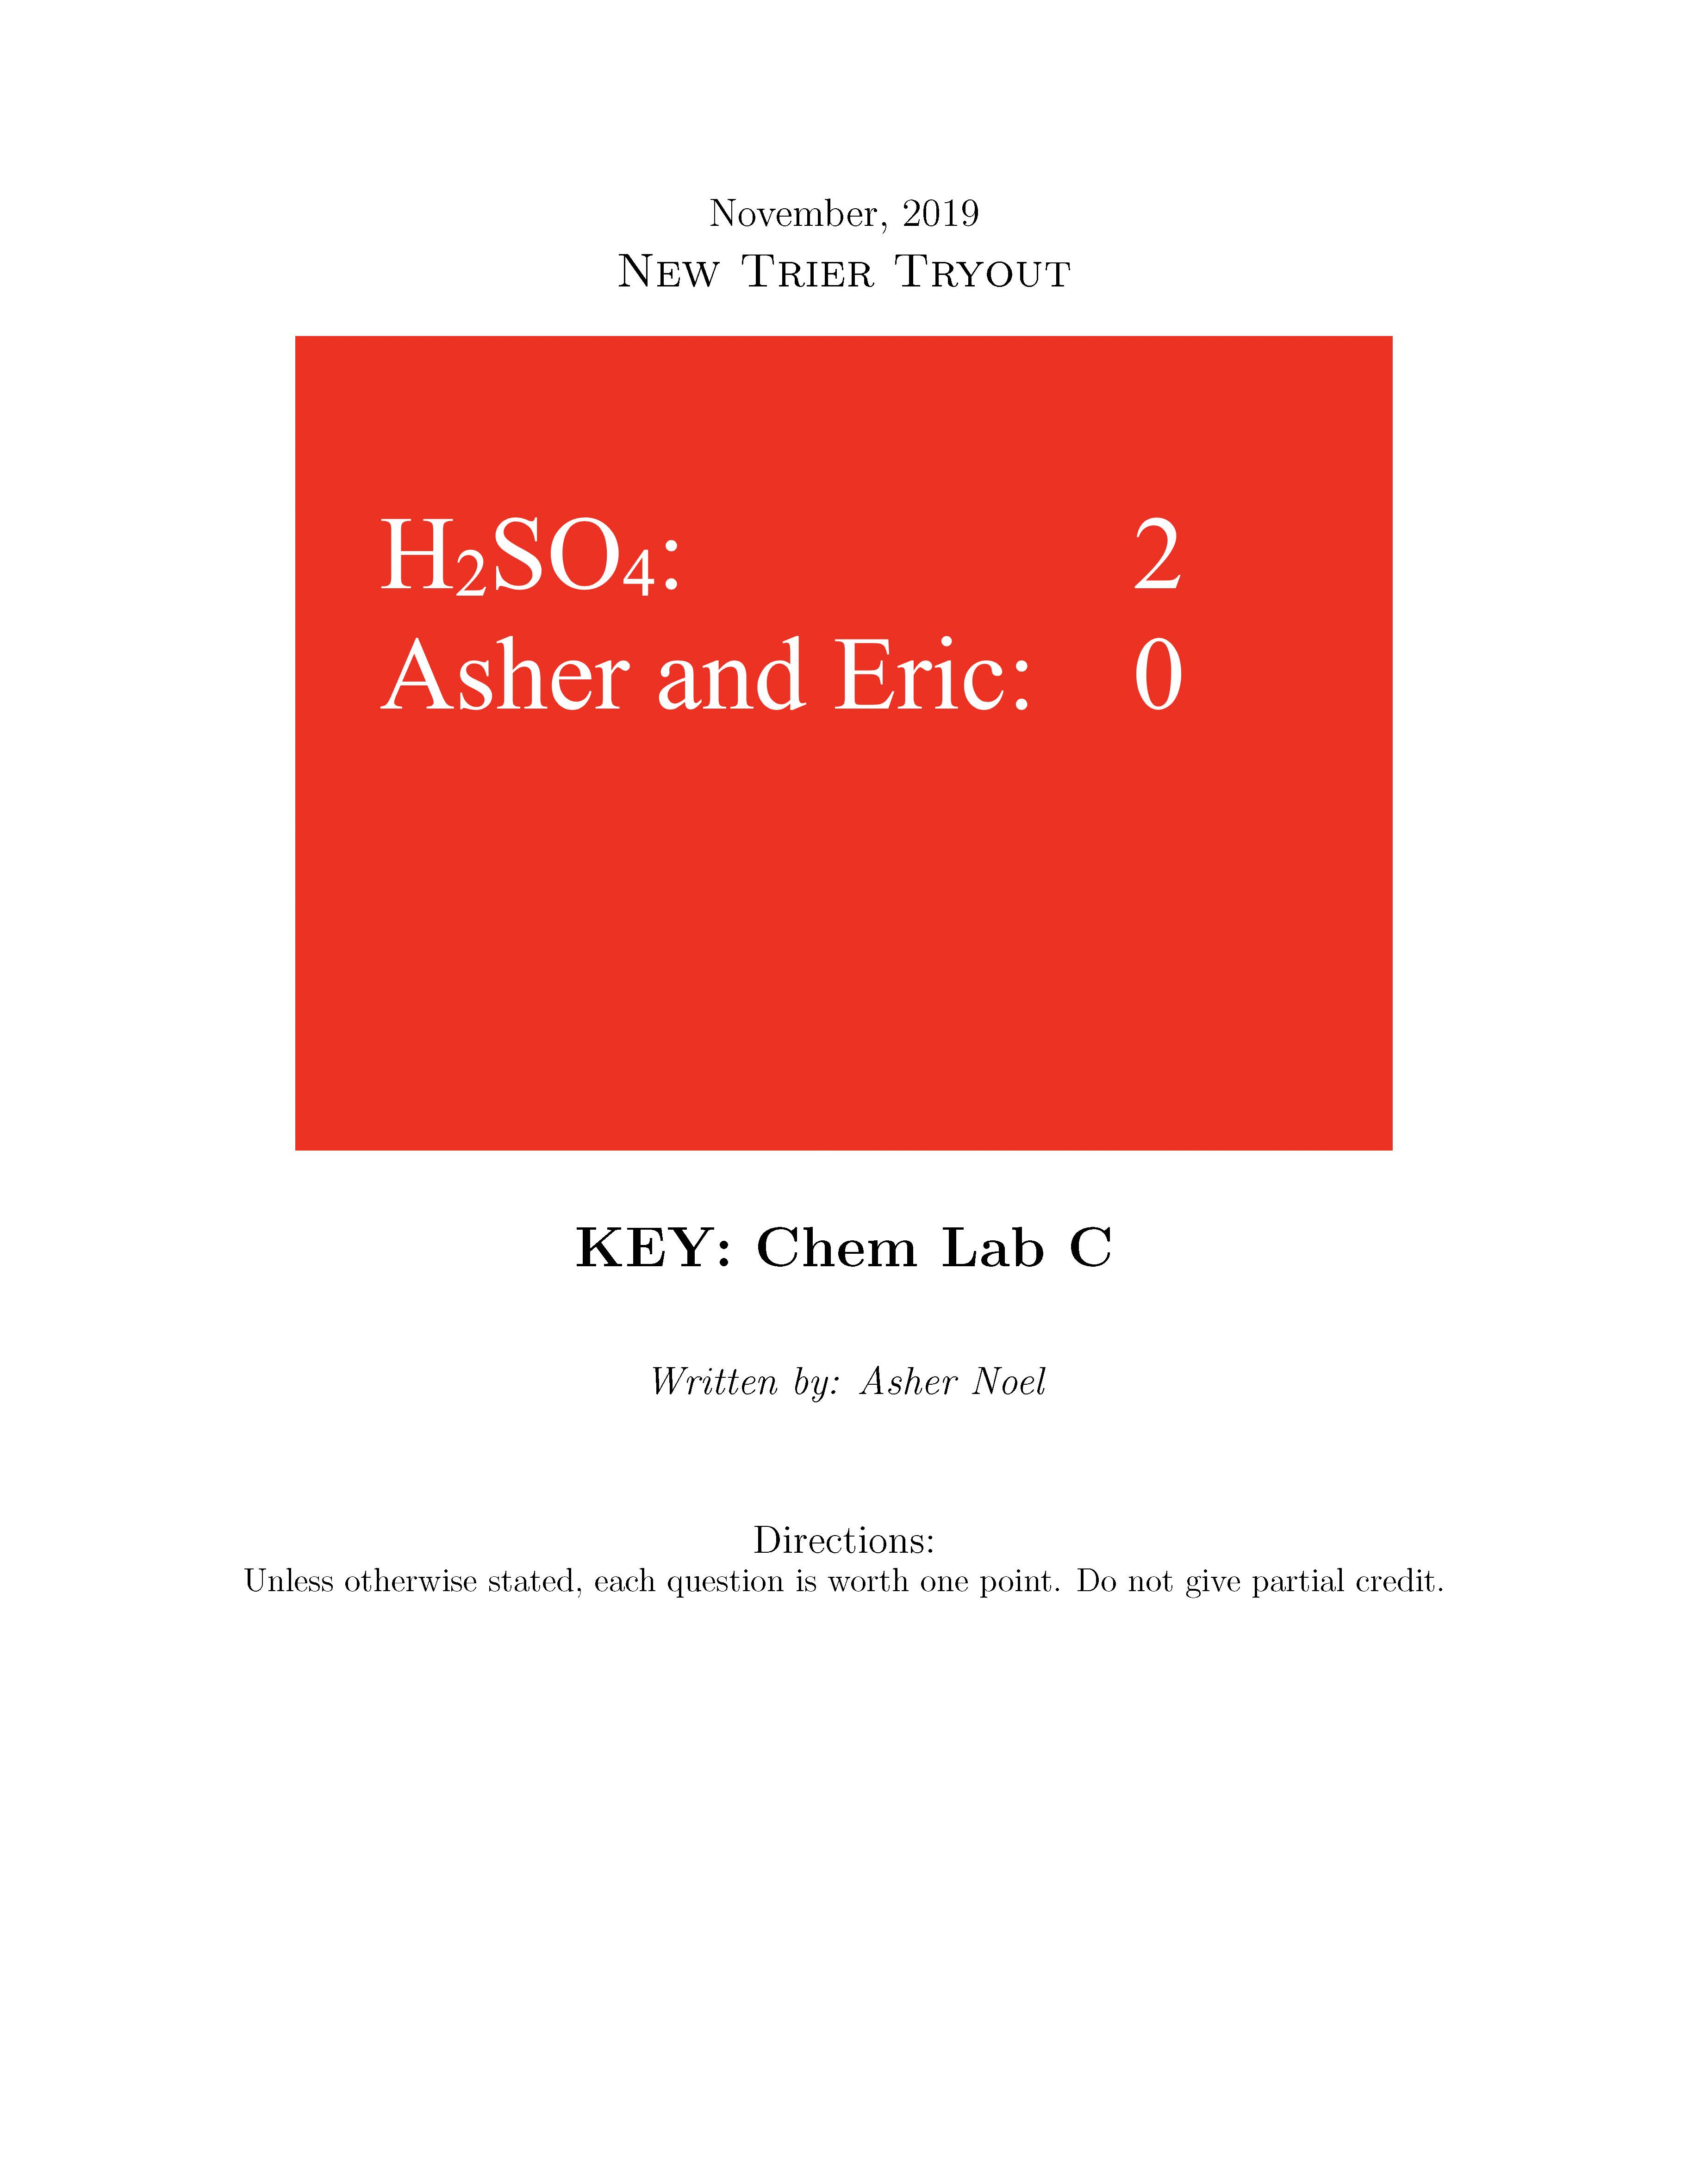 November, 2019
New Trier Tryout
H₂SO₄: 2
Asher and Eric: 0
KEY: Chem Lab C
Written by: Asher Noel
Directions:
Unless otherwise stated, each question is worth one point. Do not give partial credit.